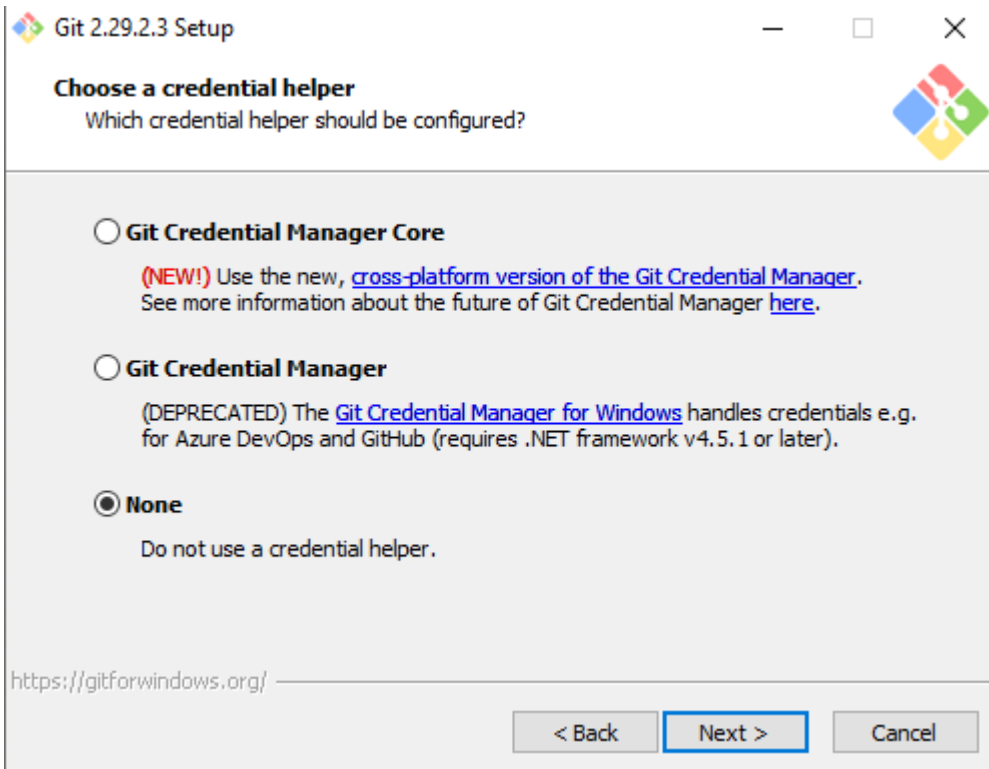 Git 2.29.2.3 Setup
Choose a credential helper
Which credential helper should be configured?
Git Credential Manager Core
(NEW!) Use the new, cross-platform version of the Git Credential Manager.
See more information about the future of Git Credential Manager here.
Git Credential Manager
(DEPRECATED) The Git Credential Manager for Windows handles credentials e.g.
for Azure DevOps and GitHub (requires .NET framework v4.5.1 or later).
None
Do not use a credential helper.
https://gitforwindows.org/
< Back Next > Cancel